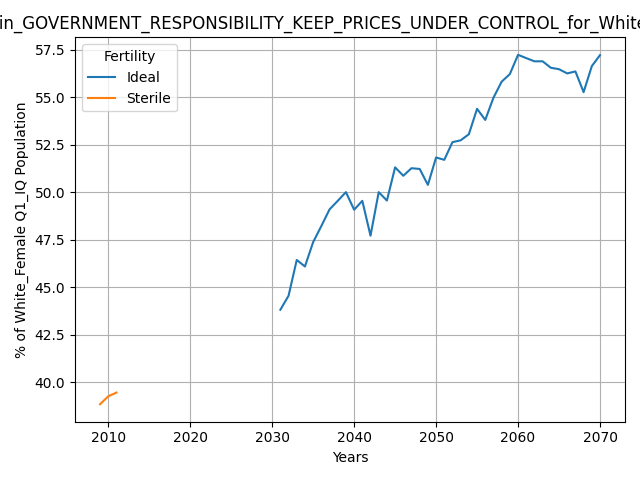 in_GOVERNMENT_RESPONSIBILITY_KEEP_PRICES_UNDER_CONTROL_for_White
Fertility
Ideal
Sterile
% of White_Female Q1_IQ Population
57.5
55.0
52.5
50.0
47.5
45.0
42.5
40.0
2010 2020 2030 2040 2050 2060 2070
Years